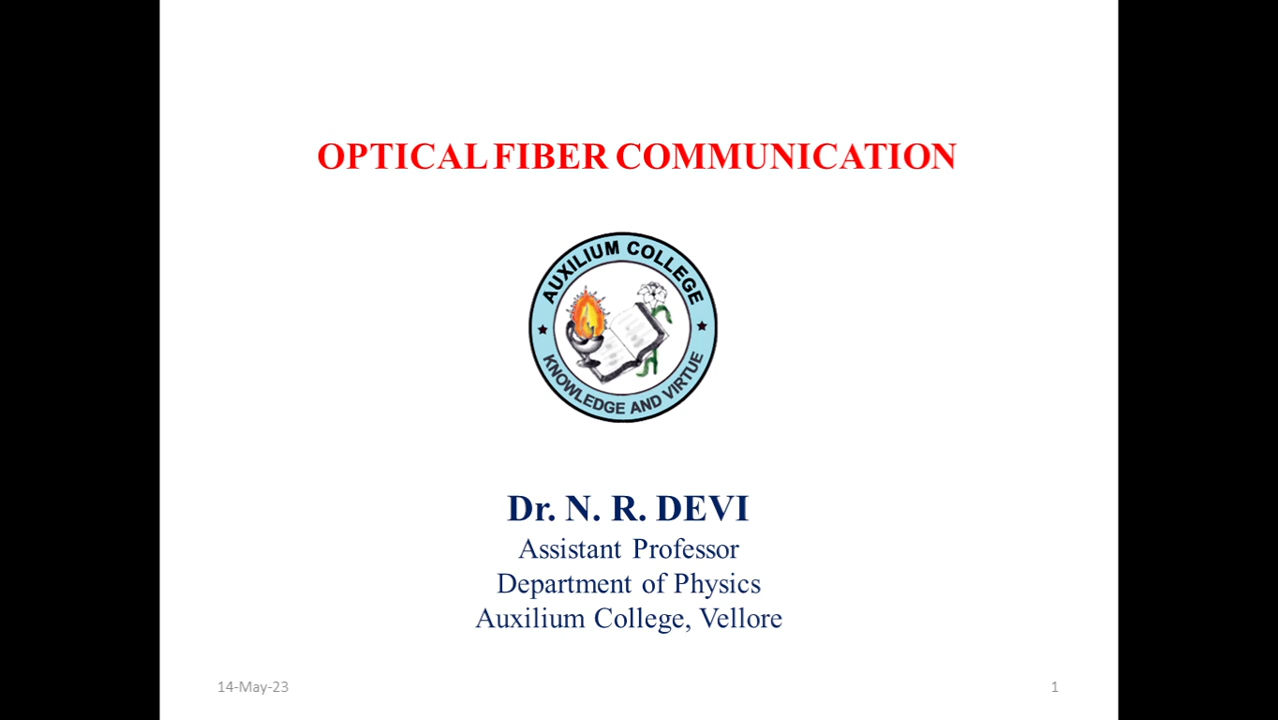 OPTICAL FIBER COMMUNICATION
AUXILIUM COLLEGE
KNOWLEDGE AND VIRTUE
Dr. N. R. DEVI
Assistant Professor
Department of Physics
Auxilium College, Vellore
14-May-23
1